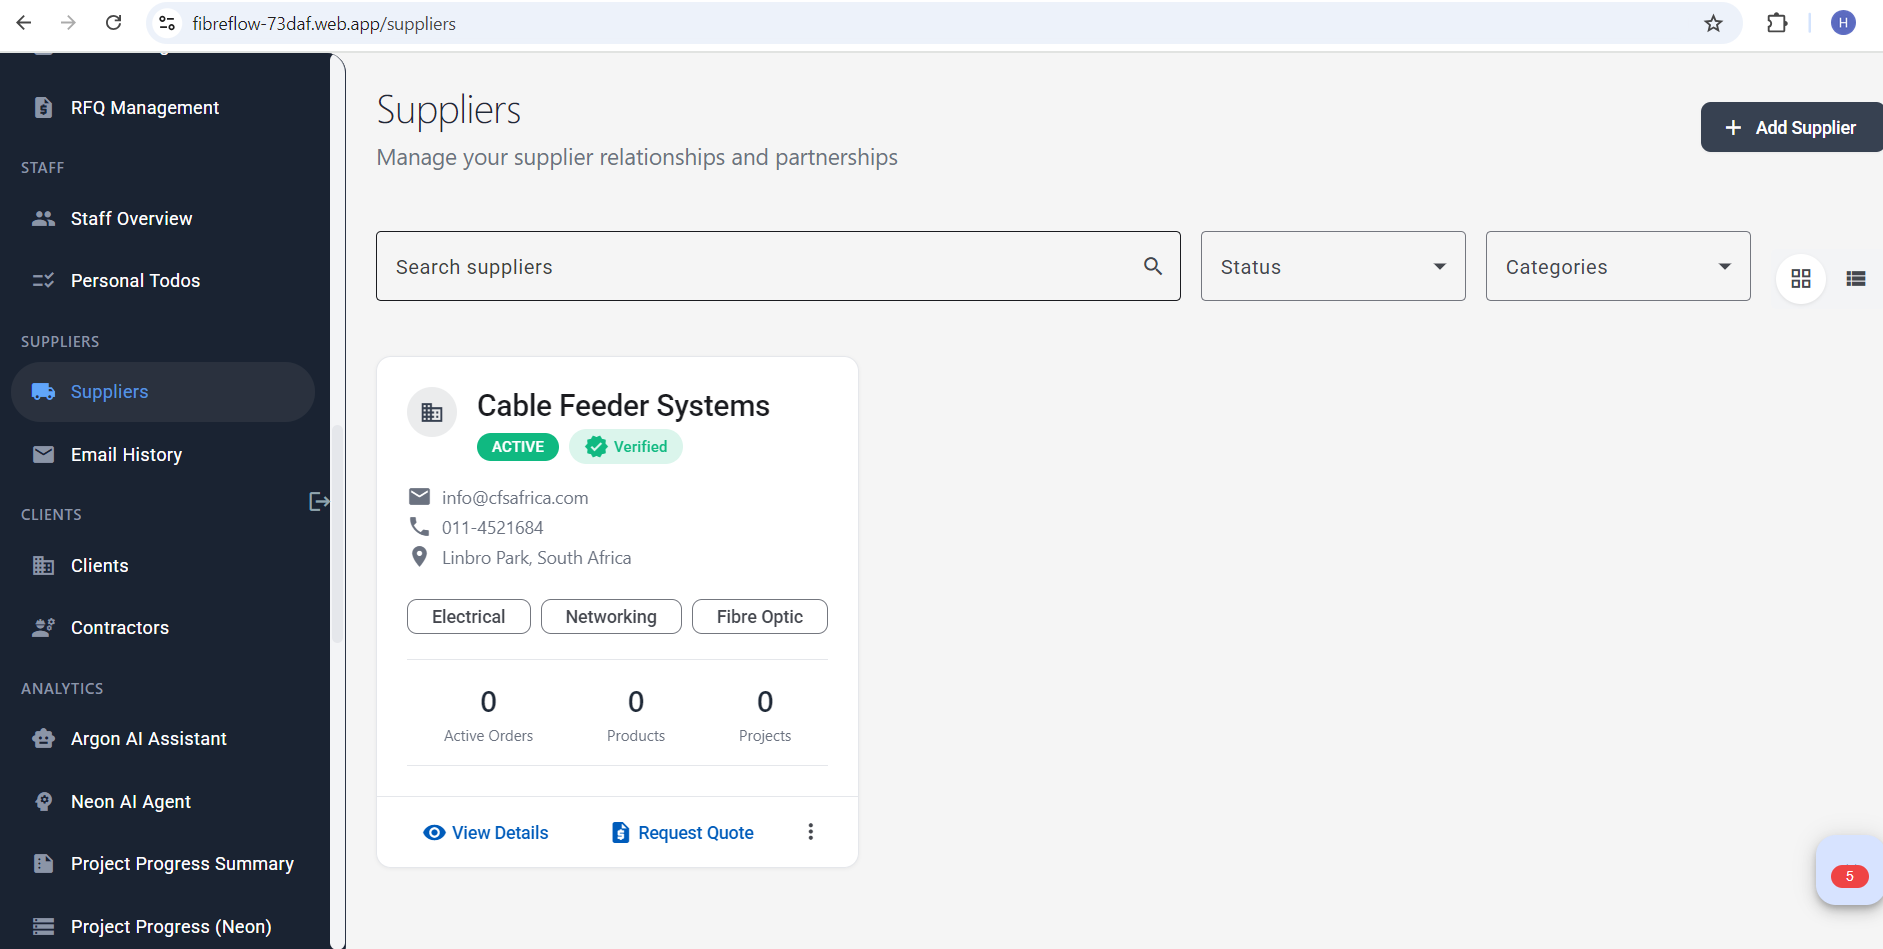 fibreflow-73daf.web.app/suppliers
H
RFQ Management
STAFF
Staff Overview
Personal Todos
SUPPLIERS
Suppliers
Email History
CLIENTS
Clients
Contractors
ANALYTICS
Argon AI Assistant
Neon AI Agent
Project Progress Summary
Project Progress (Neon)
Suppliers
Manage your supplier relationships and partnerships
Add Supplier
Search suppliers
Status
Categories
Cable Feeder Systems
ACTIVE Verified
info@cfsafrica.com
011-4521684
Linbro Park, South Africa
Electrical Networking Fibre Optic
0 0 0
Active Orders Products Projects
View Details Request Quote
5